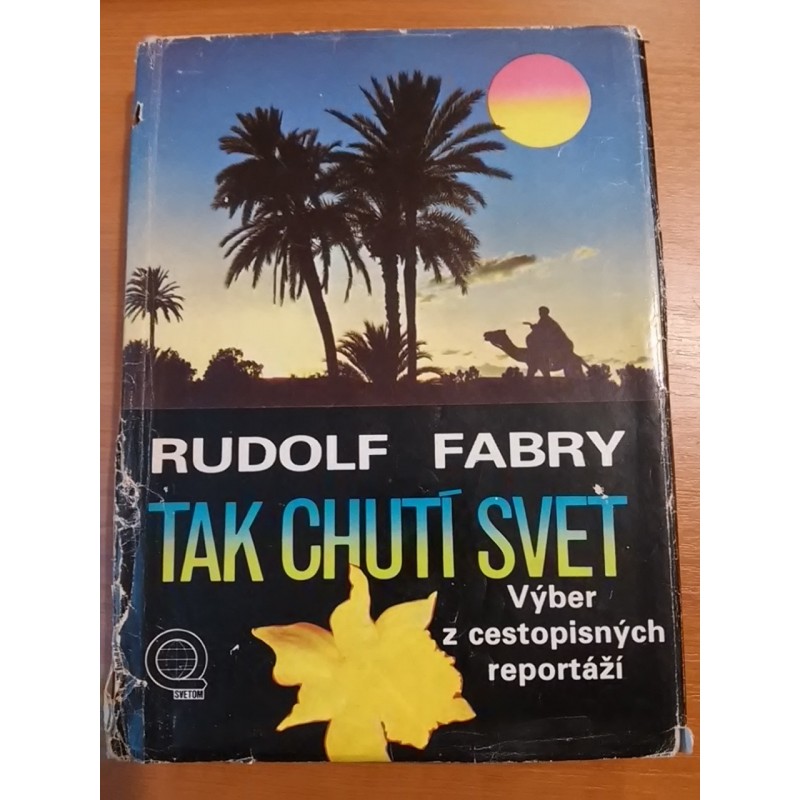 RUDOLF FABRY
TAK CHUTÍ SVET
Výber
z cestopisných
reportáží
SVETOM